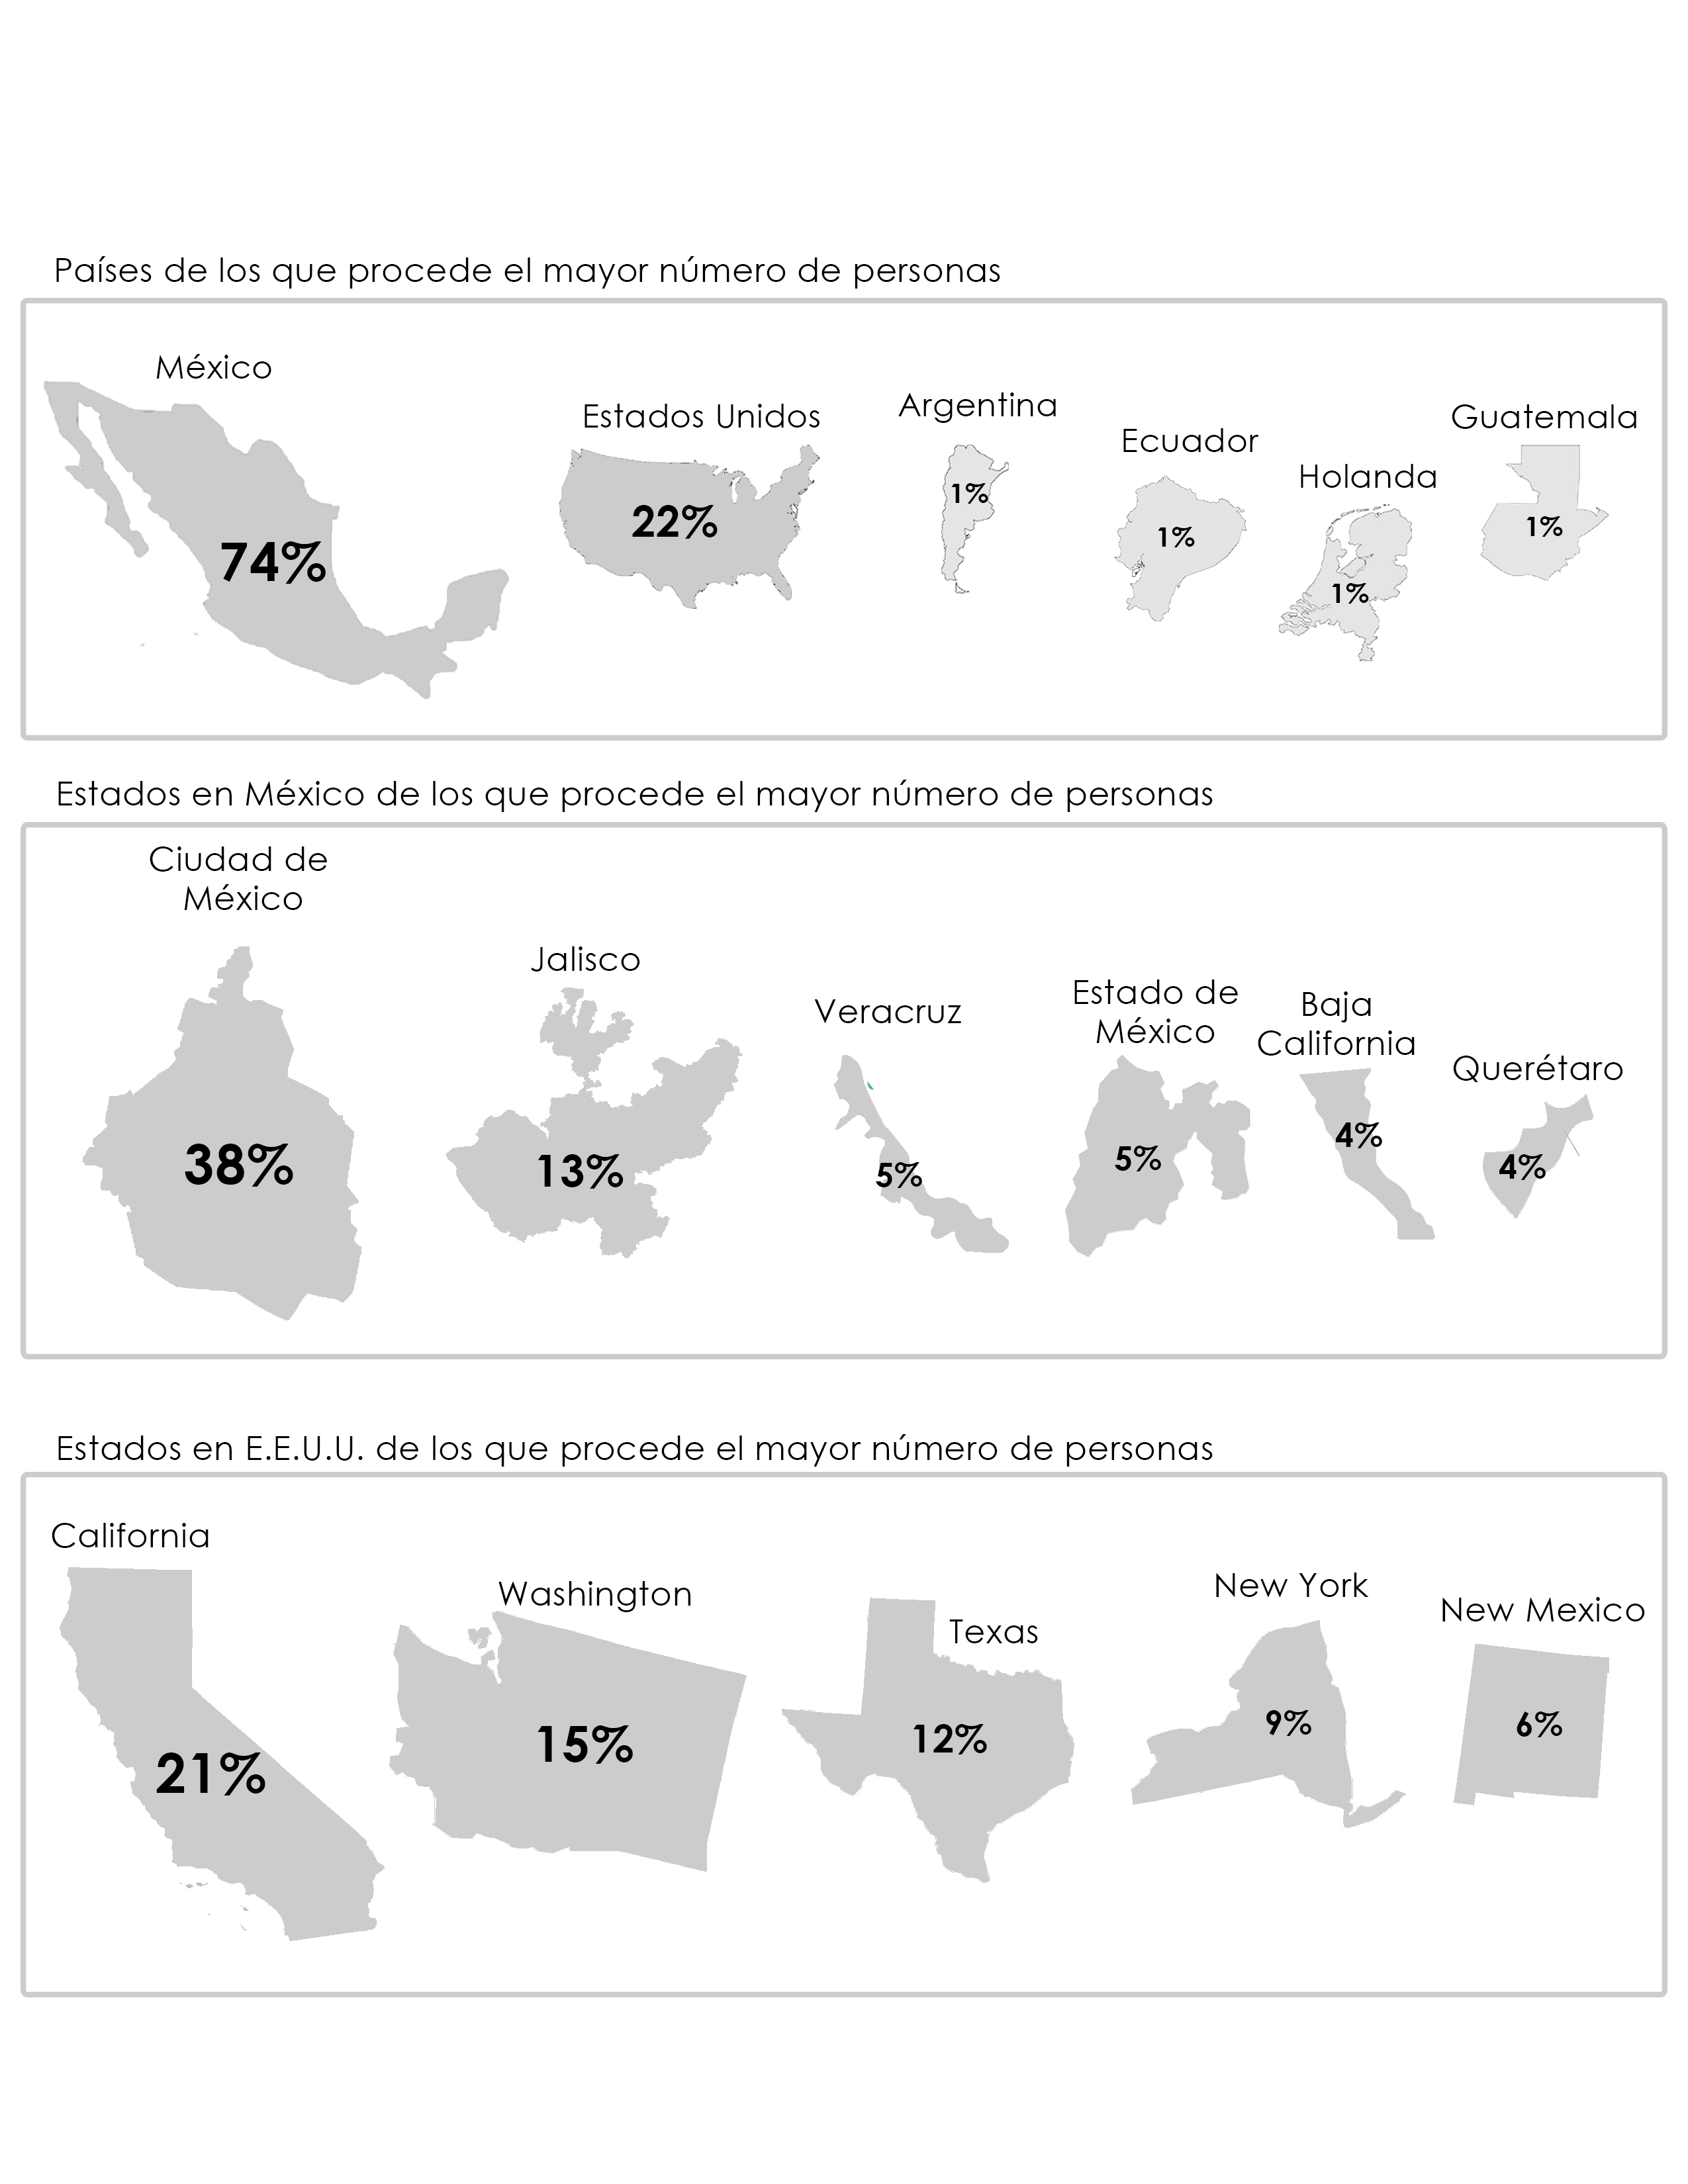 Países de los que procede el mayor número de personas
México
Estados Unidos
Argentina
Ecuador
Holanda
Guatemala
74%
22%
1%
1%
1%
1%
Estados en México de los que procede el mayor número de personas
Ciudad de
México
Jalisco
Veracruz
Estado de
México
Baja
California
Querétaro
38%
13%
5%
5%
4%
4%
Estados en E.E.U.U. de los que procede el mayor número de personas
California
Washington
Texas
New York
New Mexico
21%
15%
12%
9%
6%